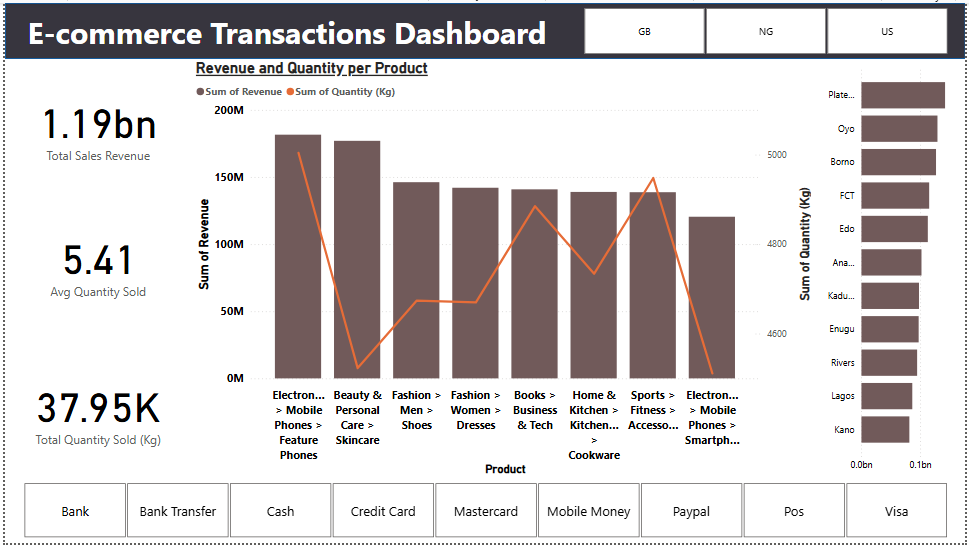 E-commerce Transactions Dashboard
GB
NG
US
Revenue and Quantity per Product
Sum of Revenue Sum of Quantity (Kg)
1.19bn
Total Sales Revenue
5.41
Avg Quantity Sold
37.95K
Total Quantity Sold (Kg)
Sum of Revenue
200M
150M
100M
50M
0M
5000
4800
4600
Sum of Quantity (Kg)
Electron...
> Mobile
Phones >
Feature
Phones
Beauty &
Personal
Care >
Skincare
Fashion >
Men >
Shoes
Fashion >
Women >
Dresses
Books >
Business
& Tech
Home &
Kitchen >
Kitchen...
>
Cookware
Sports >
Fitness >
Accesso...
Electron...
> Mobile
Phones >
Smartph...
Product
Plate...
Oyo
Borno
FCT
Edo
Ana...
Kadu...
Enugu
Rivers
Lagos
Kano
0.0bn 0.1bn
Bank
Bank Transfer
Cash
Credit Card
Mastercard
Mobile Money
Paypal
Pos
Visa